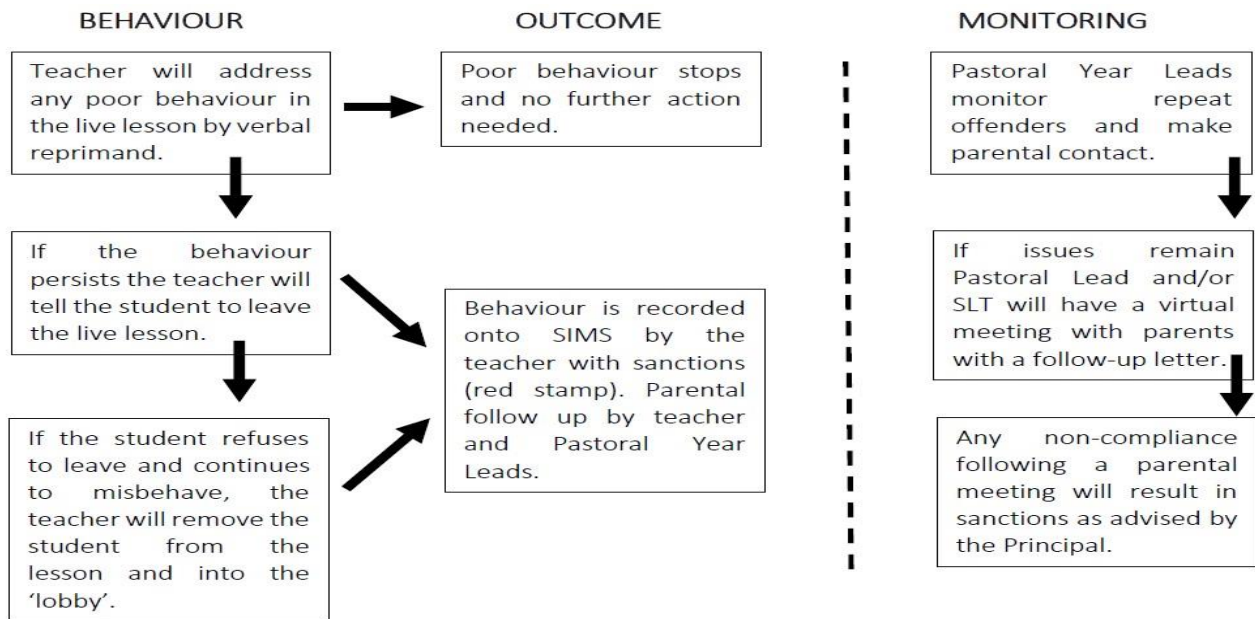 BEHAVIOUR
Teacher will address
any poor behaviour in
the live lesson by verbal
reprimand.
If the behaviour
persists the teacher will
tell the student to leave
the live lesson.
If the student refuses
to leave and continues
to misbehave, the
teacher will remove the
student from the
lesson and into the
‘lobby’.
OUTCOME
Poor behaviour stops
and no further action
needed.
Behaviour is recorded
onto SIMS by the
teacher with sanctions
(red stamp). Parental
follow up by teacher
and Pastoral Year
Leads.
MONITORING
Pastoral Year Leads
monitor repeat
offenders and make
parental contact.
If issues remain
Pastoral Lead and/or
SLT will have a virtual
meeting with parents
with a follow-up letter.
Any non-compliance
following a parental
meeting will result in
sanctions as advised by
the Principal.